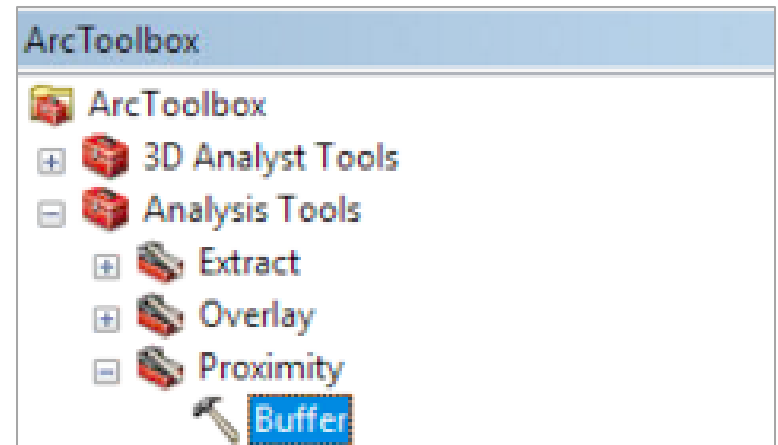 ArcToolbox
ArcToolbox
3D Analyst Tools
Analysis Tools
Extract
Overlay
Proximity
Buffer